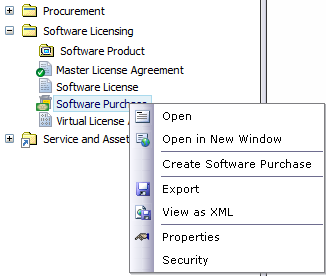 Procurement
Software Licensing
Software Product
Master License Agreement
Software License
Software Purchase
Virtual License
Service and Asset
Open
Open in New Window
Create Software Purchase
Export
View as XML
Properties
Security